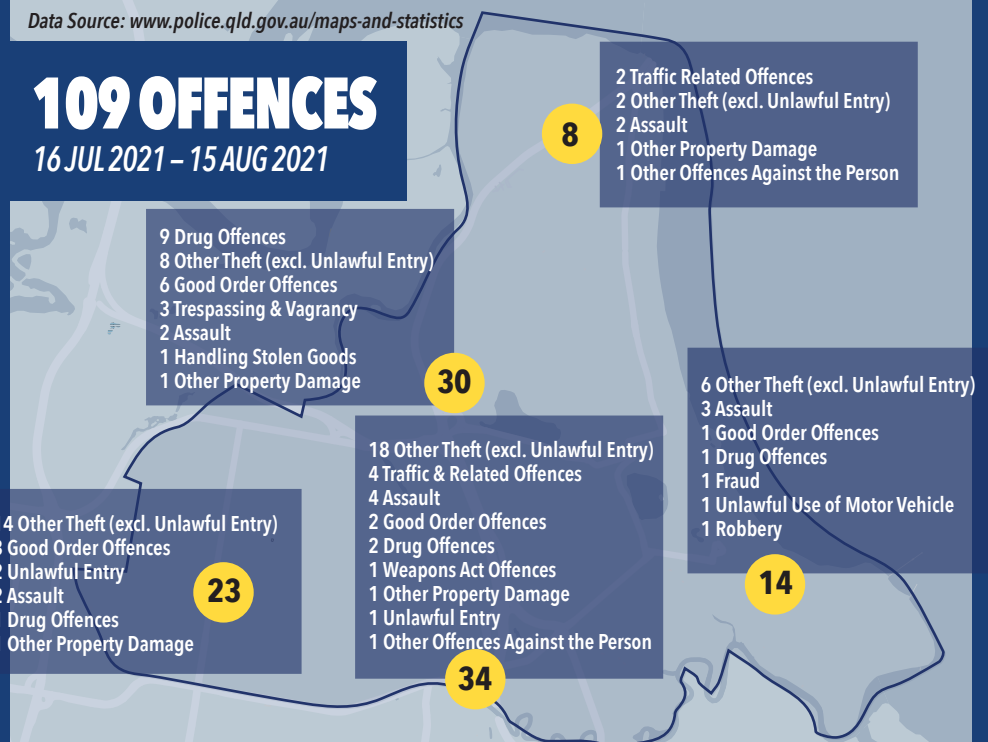 Data Source: www.police.qld.gov.au/maps-and-statistics
109 OFFENCES
16 JUL 2021 – 15 AUG 2021
2 Traffic Related Offences
2 Other Theft (excl. Unlawful Entry)
2 Assault
1 Other Property Damage
1 Other Offences Against the Person
8
9 Drug Offences
8 Other Theft (excl. Unlawful Entry)
6 Good Order Offences
3 Trespassing & Vagrancy
2 Assault
1 Handling Stolen Goods
1 Other Property Damage
30
6 Other Theft (excl. Unlawful Entry)
3 Assault
1 Good Order Offences
1 Drug Offences
1 Fraud
1 Unlawful Use of Motor Vehicle
1 Robbery
14
18 Other Theft (excl. Unlawful Entry)
4 Traffic & Related Offences
4 Assault
2 Good Order Offences
2 Drug Offences
1 Weapons Act Offences
1 Other Property Damage
1 Unlawful Entry
1 Other Offences Against the Person
34
4 Other Theft (excl. Unlawful Entry)
Good Order Offences
Unlawful Entry
Assault
Drug Offences
Other Property Damage
23